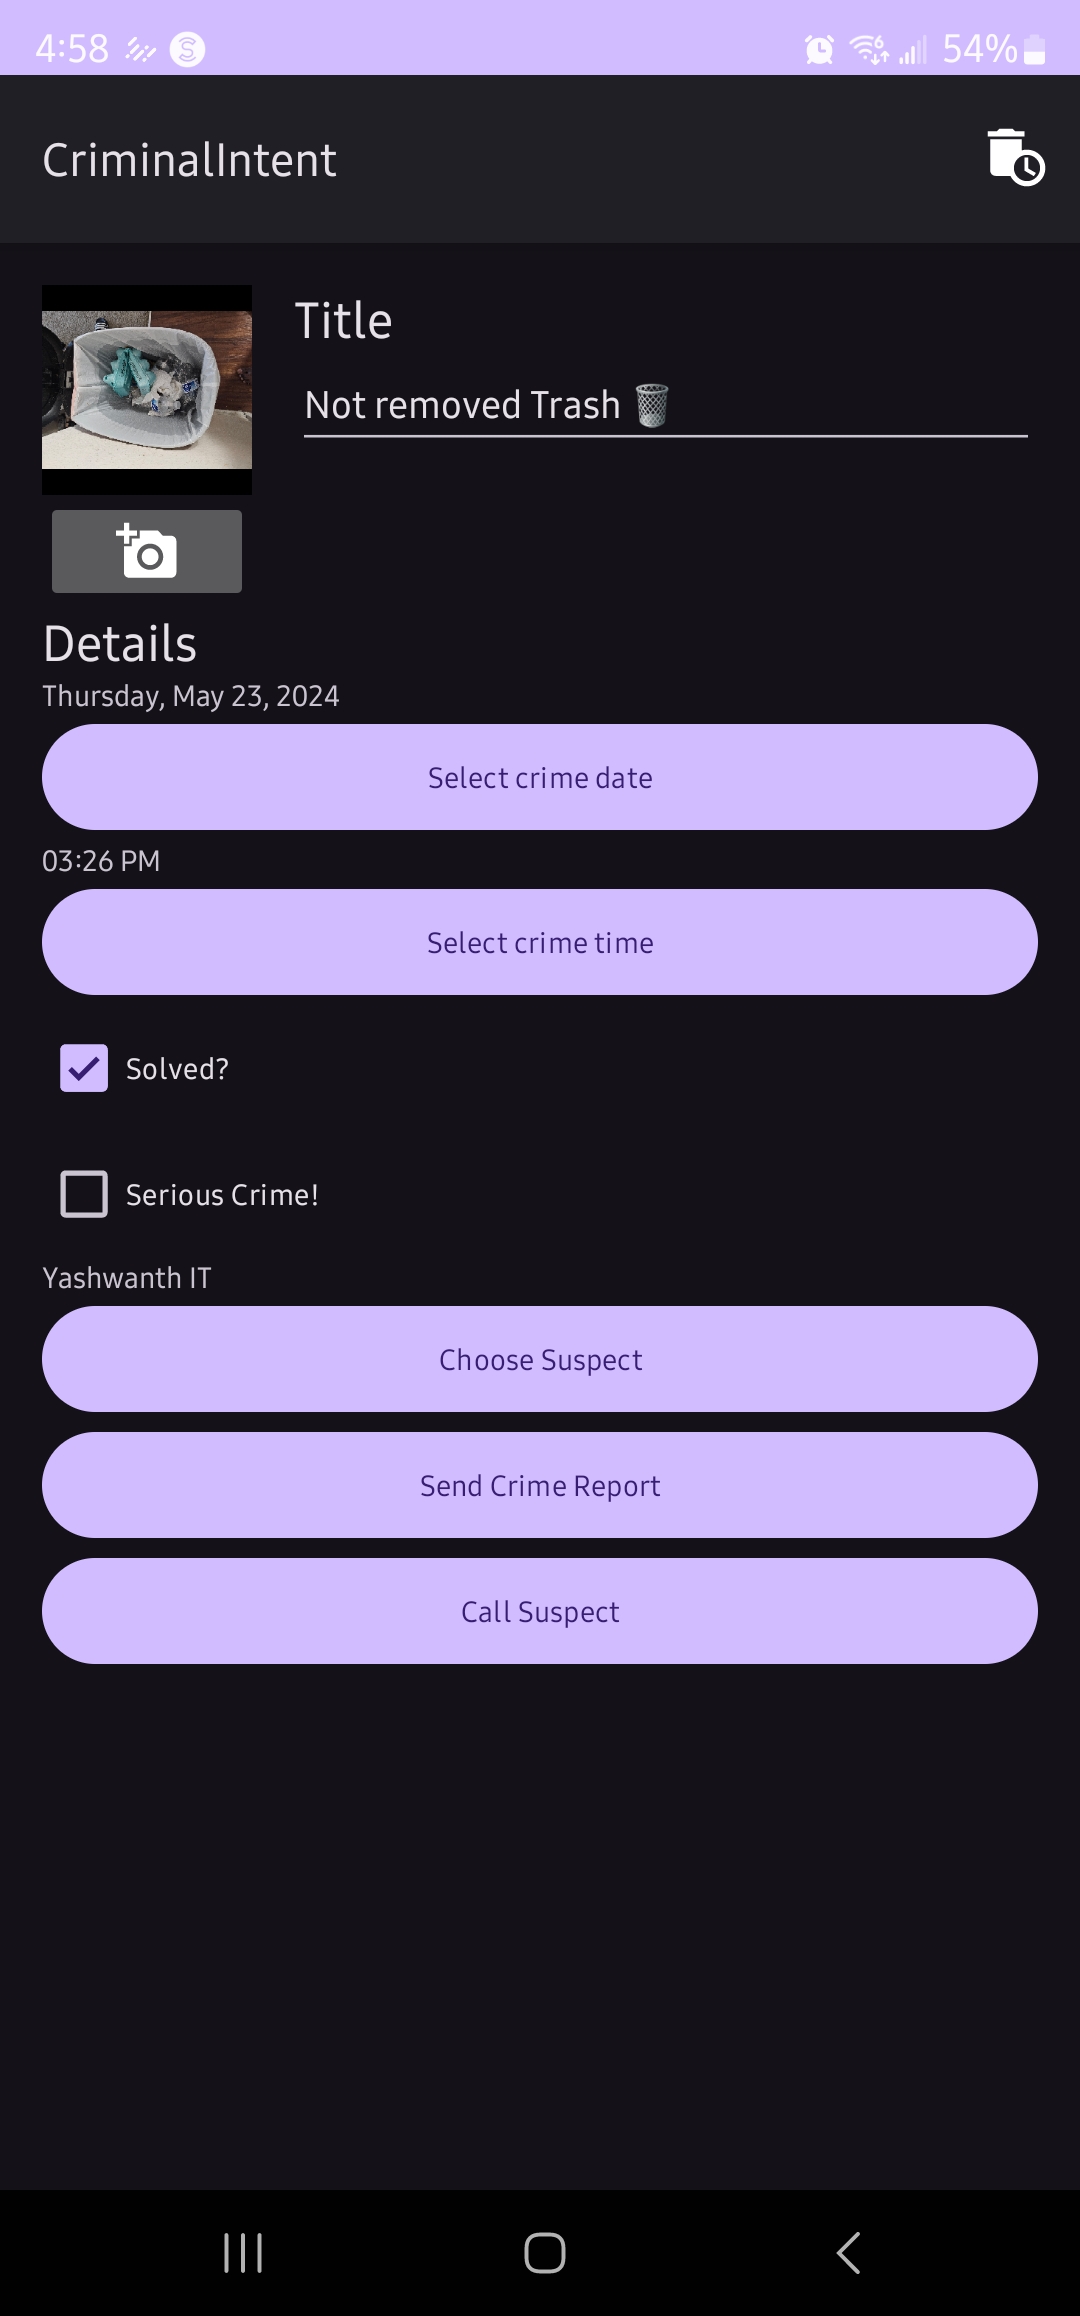 4:58 54%
CriminalIntent
Title
Not removed Trash 🗑️
Details
Thursday, May 23, 2024
Select crime date
03:26 PM
Select crime time
Solved?
Serious Crime!
Yashwanth IT
Choose Suspect
Send Crime Report
Call Suspect